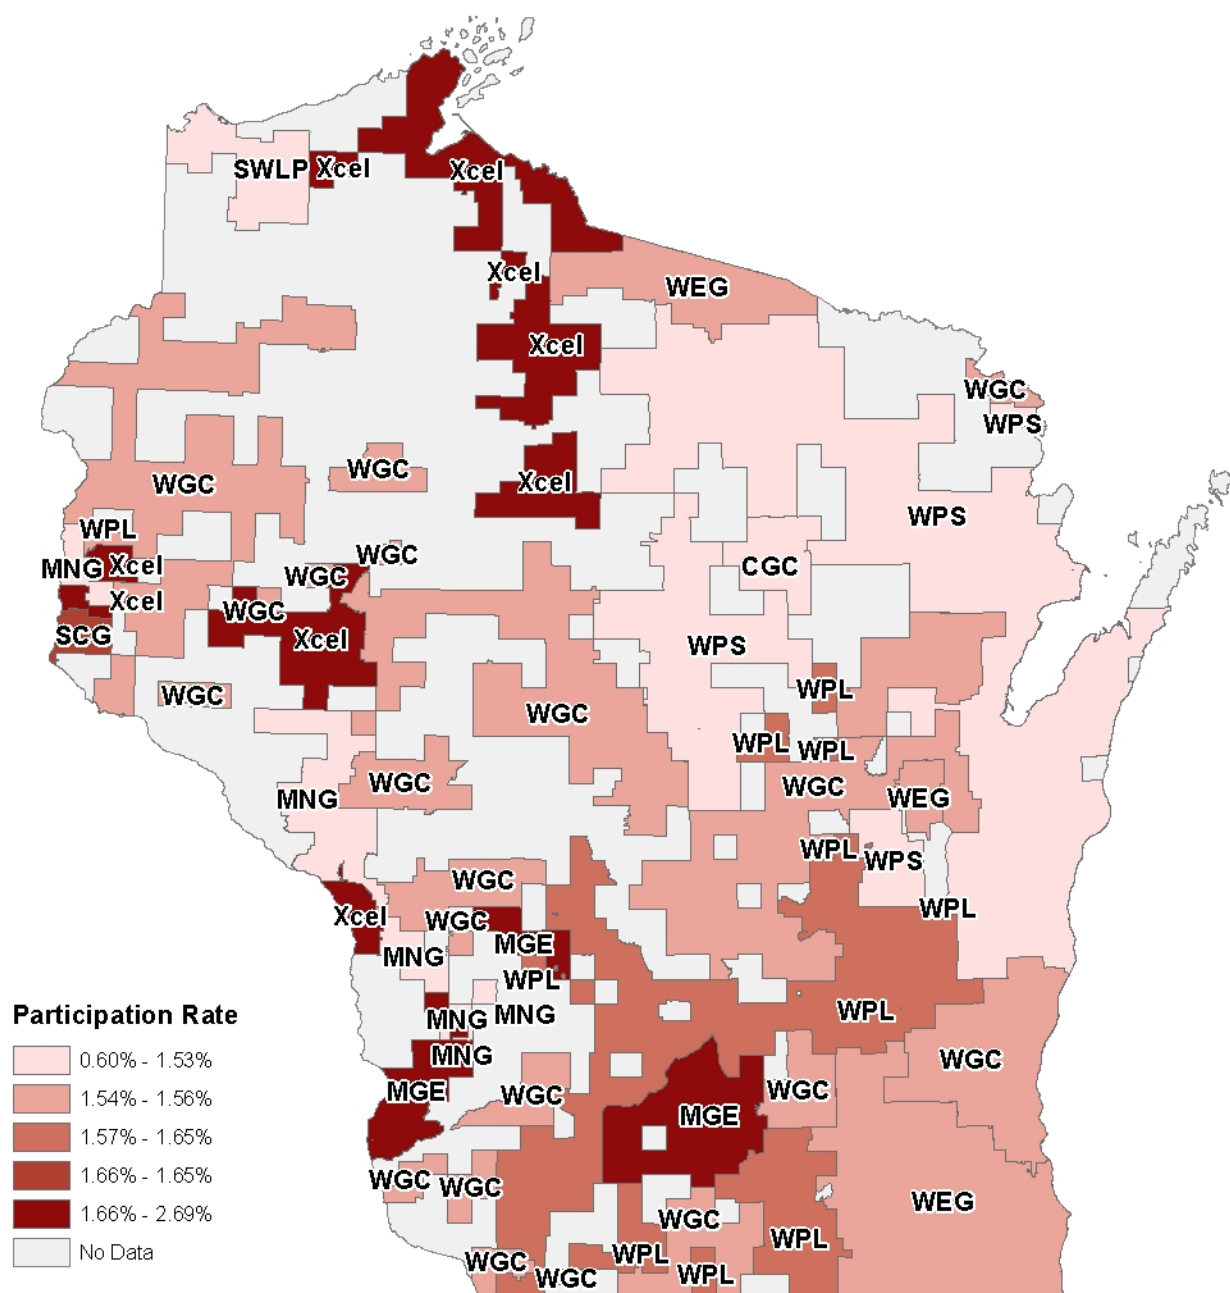 SWLP
Xcel
Xcel
Xcel
WEG
Xcel
WGC
WPS
WGC
WGC
Xcel
WPS
WPL
MNG
Xcel
WGC
WGC
CGC
Xcel
WGC
SCG
Xcel
WPS
WGC
WPL
WGC
WPL
WPL
WGC
WGC
MNG
WEG
WPL
WPS
WGC
WPL
Xcel
WGC
MGE
MNG
WPL
MNG
MNG
WPL
MNG
WGC
MGE
WGC
WGC
MGE
WGC
WGC
WEG
WGC
WPL
WPL
WGC
WGC
WPL
Participation Rate
0.60% - 1.53%
1.54% - 1.56%
1.57% - 1.65%
1.66% - 1.65%
1.66% - 2.69%
No Data